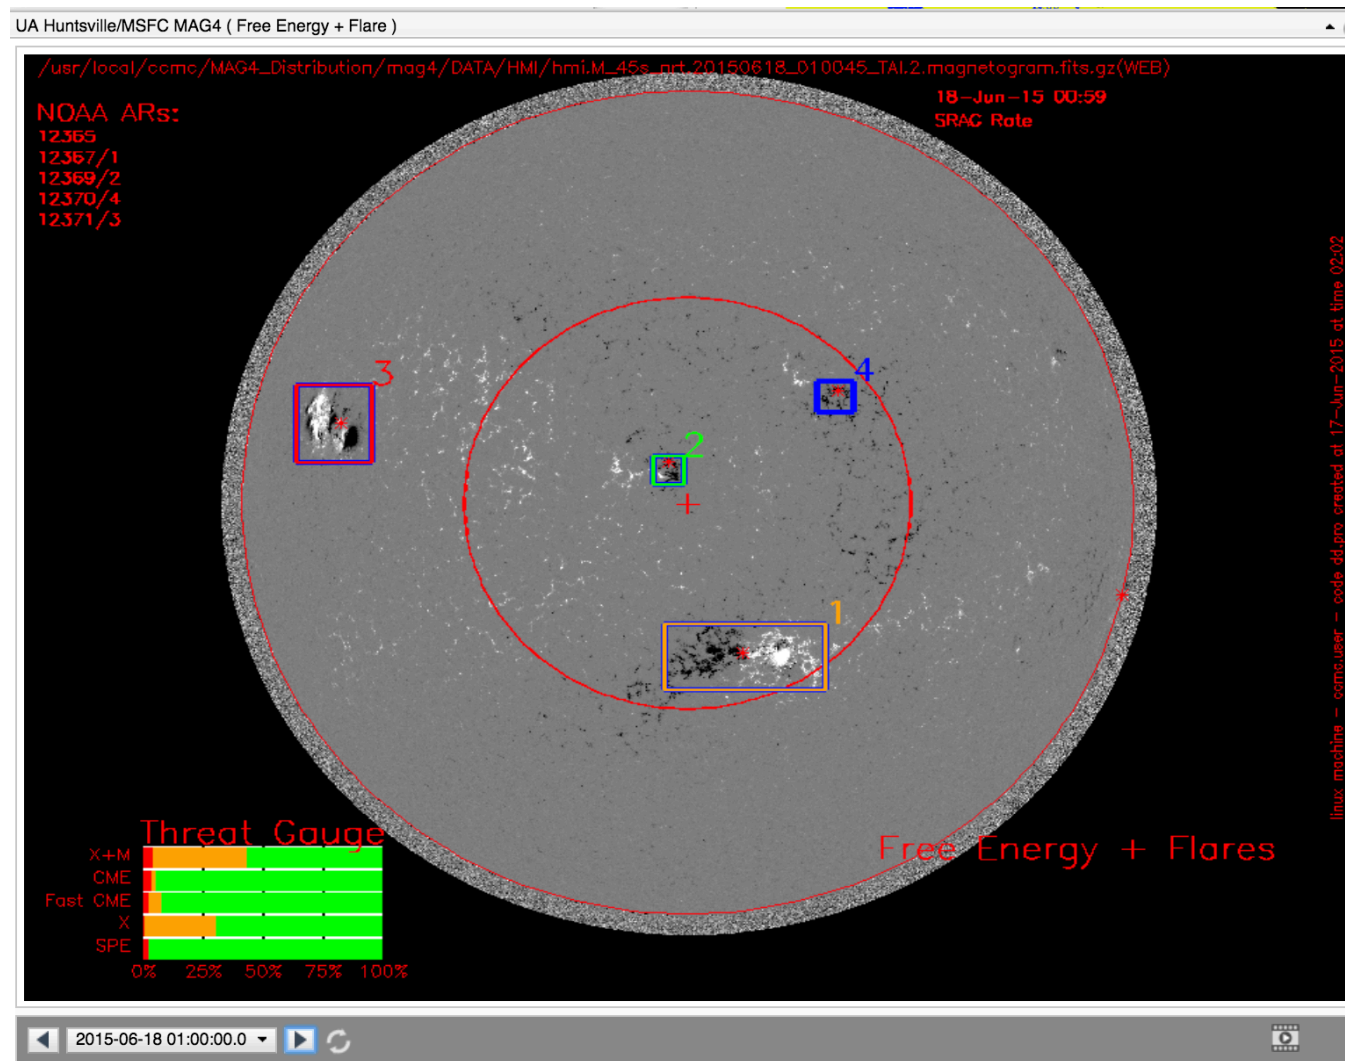 UA Huntsville/MSFC MAG4 ( Free Energy + Flare )
/usr/local/ccmc/MAG4_Distribution/mag4/DATA/HMI/hmi.M_45s_nrt.20150618_010045_TAI.2.magnetogram.fits.gz(WEB)
18-Jun-15 00:59
SRAC Rate
NOAA ARs:
12365
12367/1
12369/2
12370/4
12371/3
3
4
2
1
linux machine - ccmc.user - code dd.pro created at 17-Jun-2015 at time 02:02
Threat Gauge
X+M
CME
Fast CME
X
SPE
0% 25% 50% 75% 100%
Free Energy + Flares
2015-06-18 01:00:00.0